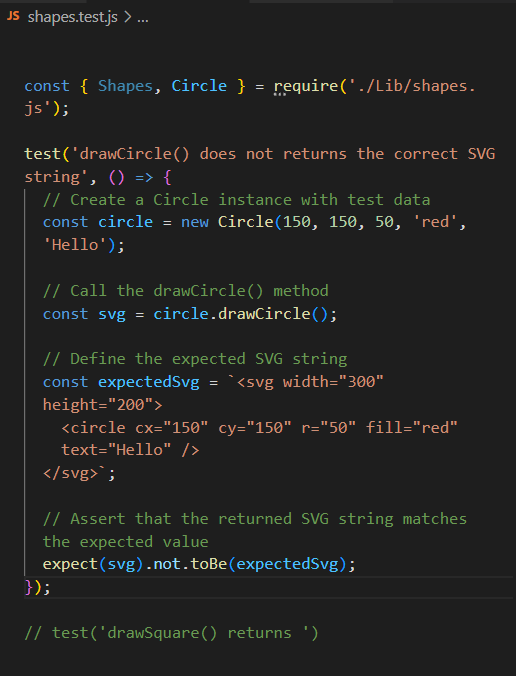 JS shapes.test.js > ...
const { Shapes, Circle } = require('./Lib/shapes.
js');
test('drawCircle() does not returns the correct SVG
string', () => {
// Create a Circle instance with test data
const circle = new Circle(150, 150, 50, 'red',
'Hello');
// Call the drawCircle() method
const svg = circle.drawCircle();
// Define the expected SVG string
const expectedSvg = `<svg width="300"
height="200">
<circle cx="150" cy="150" r="50" fill="red"
text="Hello" />
</svg>`;
// Assert that the returned SVG string matches
the expected value
expect(svg).not.toBe(expectedSvg);
});
// test('drawSquare() returns ')